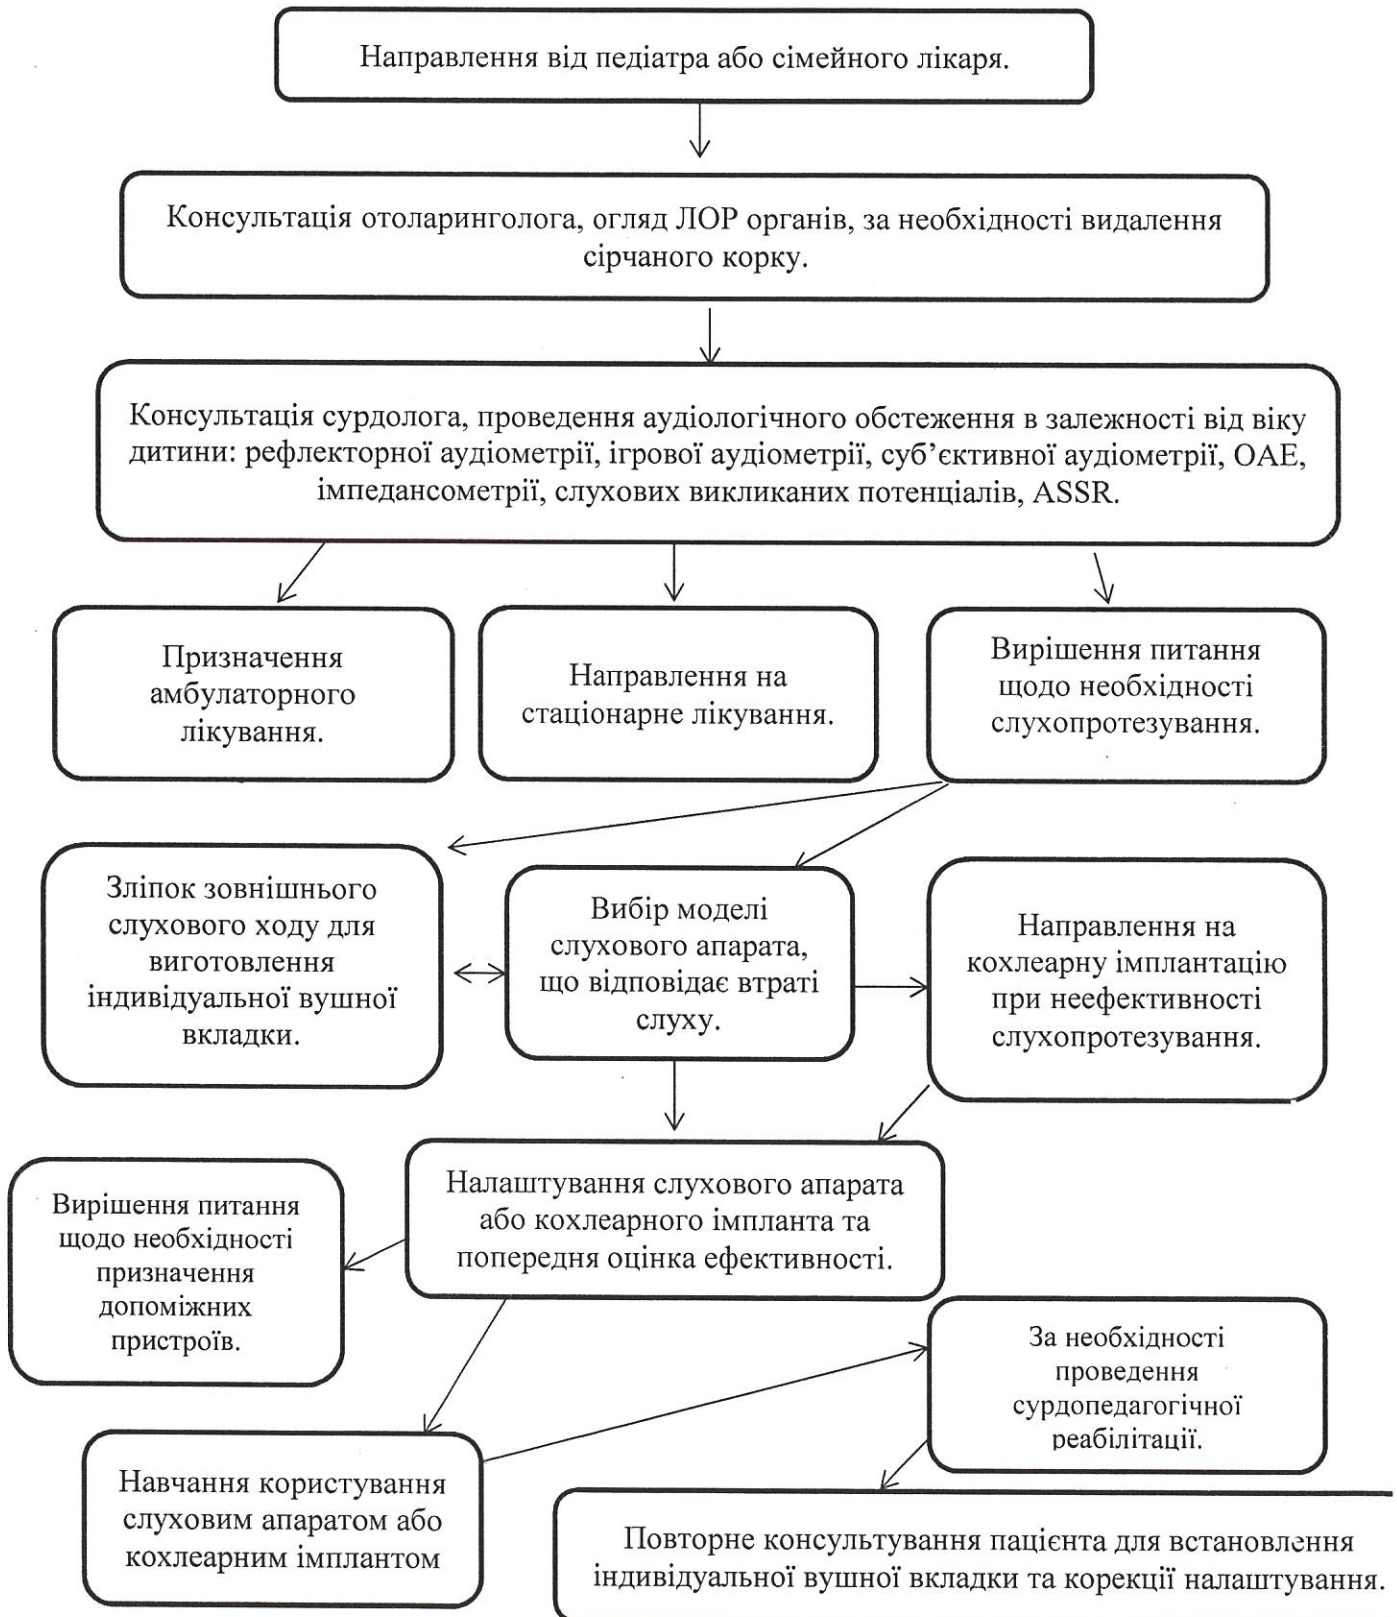 Направлення від педіатра або сімейного лікаря.
Консультація отоларинголога, огляд ЛОР органів, за необхідності видалення
сірчаного корку.
Консультація сурдолога, проведення аудіологічного обстеження в залежності від віку
дитини: рефлекторної аудіометрії, ігрової аудіометрії, суб’єктивної аудіометрії, ОАЕ,
імпедансометрії, слухових викликаних потенціалів, ASSR.
Призначення
амбулаторного
лікування.
Направлення на
стаціонарне лікування.
Вирішення питання
щодо необхідності
слухопротезування.
Зліпок зовнішнього
слухового ходу для
виготовлення
індивідуальної вушної
вкладки.
Вибір моделі
слухового апарата,
що відповідає втраті
слуху.
Направлення на
кохлеарну імплантацію
при неефективності
слухопротезування.
Налаштування слухового апарата
або кохлеарного імпланта та
попередня оцінка ефективності.
Вирішення питання
щодо необхідності
призначення
допоміжних
пристроїв.
За необхідності
проведення
сурдопедагогічної
реабілітації.
Навчання користування
слуховим апаратом або
кохлеарним імплантом
Повторне консультування пацієнта для встановлення
індивідуальної вушної вкладки та корекції налаштування.